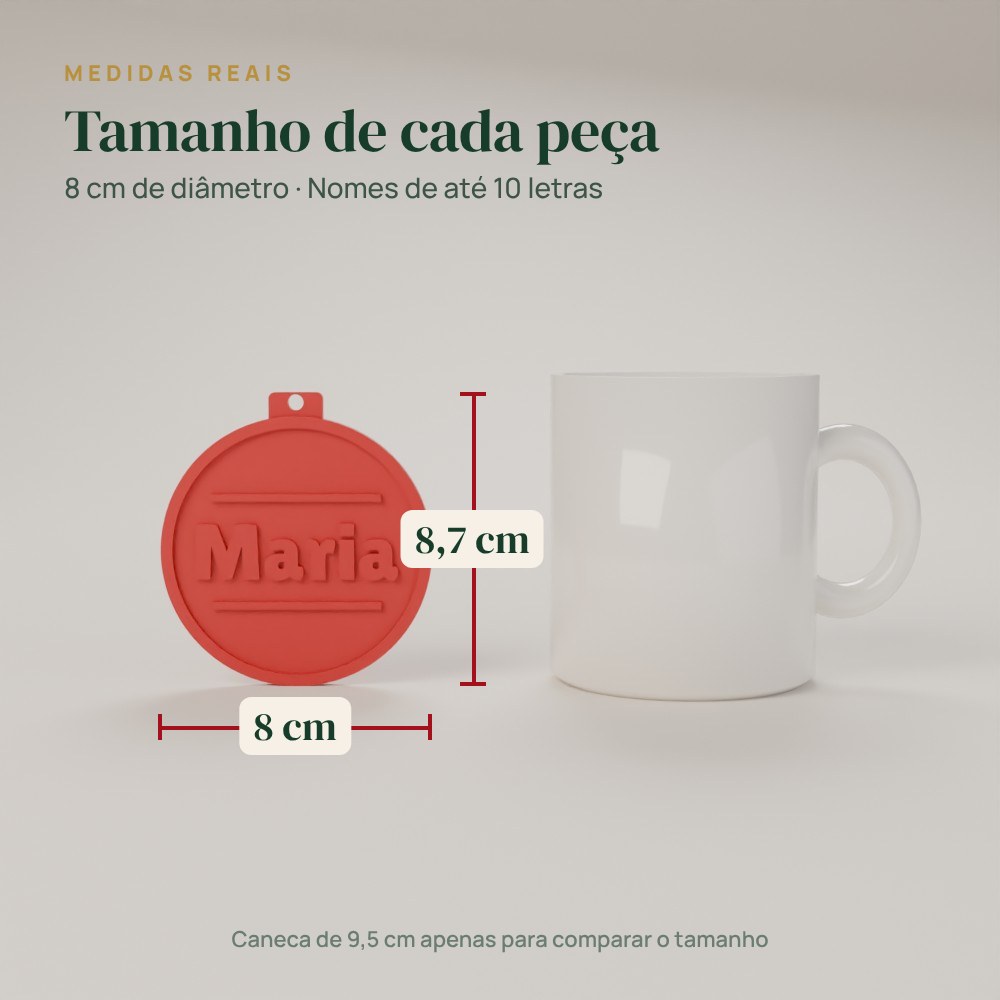 MEDIDAS REAIS
Tamanho de cada peça
8 cm de diâmetro · Nomes de até 10 letras
Maria
8,7 cm
8 cm
Caneca de 9,5 cm apenas para comparar o tamanho